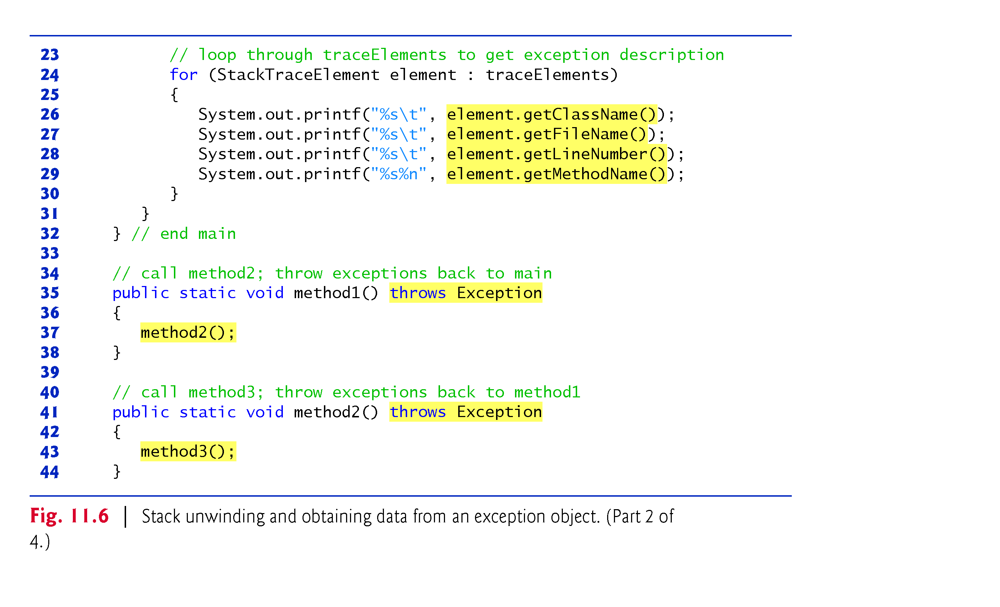 23 // loop through traceElements to get exception description
24 for (StackTraceElement element : traceElements)
25 {
26 System.out.printf("%s\t", element.getClassName());
27 System.out.printf("%s\t", element.getFileName());
28 System.out.printf("%s\t", element.getLineNumber());
29 System.out.printf("%s%n", element.getMethodName());
30 }
31 }
32 } // end main
33
34 // call method2; throw exceptions back to main
35 public static void method1() throws Exception
36 {
37 method2();
38 }
39
40 // call method3; throw exceptions back to method1
41 public static void method2() throws Exception
42 {
43 method3();
44 }
Fig. 11.6 | Stack unwinding and obtaining data from an exception object. (Part 2 of
4.)